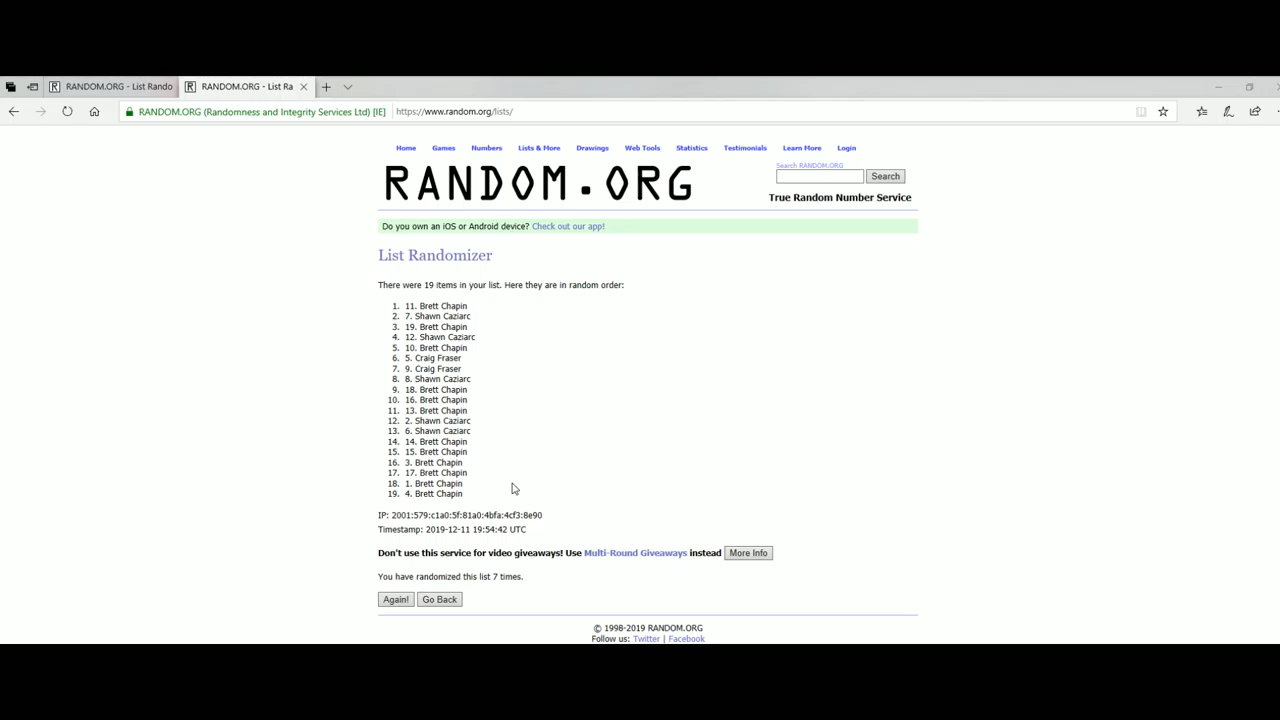 RANDOM.ORG - List Rando
RANDOM.ORG - List Ra
RANDOM.ORG (Randomness and Integrity Services Ltd) [IE]
https://www.random.org/lists/
Home Games Numbers Lists & More Drawings Web Tools Statistics Testimonials Learn More Login
RANDOM.ORG
Search RANDOM.ORG
Search
True Random Number Service
Do you own an iOS or Android device? Check out our app!
List Randomizer
There were 19 items in your list. Here they are in random order:
1. 11. Brett Chapin
2. 7. Shawn Caziarc
3. 19. Brett Chapin
4. 12. Shawn Caziarc
5. 10. Brett Chapin
6. 5. Craig Fraser
7. 9. Craig Fraser
8. 8. Shawn Caziarc
9. 18. Brett Chapin
10. 16. Brett Chapin
11. 13. Brett Chapin
12. 2. Shawn Caziarc
13. 6. Shawn Caziarc
14. 14. Brett Chapin
15. 15. Brett Chapin
16. 3. Brett Chapin
17. 17. Brett Chapin
18. 1. Brett Chapin
19. 4. Brett Chapin
IP: 2001:579:c1a0:5f:81a0:4bfa:4cf3:8e90
Timestamp: 2019-12-11 19:54:42 UTC
Don't use this service for video giveaways! Use Multi-Round Giveaways instead More Info
You have randomized this list 7 times.
Again! Go Back
© 1998-2019 RANDOM.ORG
Follow us: Twitter | Facebook